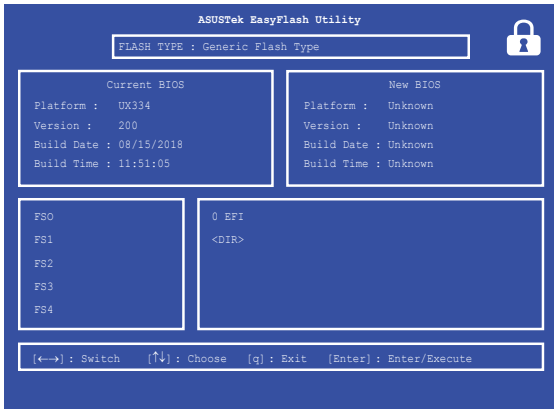 ASUSTek EasyFlash Utility
FLASH TYPE : Generic Flash Type
Current BIOS
Platform : UX334
Version : 200
Build Date : 08/15/2018
Build Time : 11:51:05
New BIOS
Platform : Unknown
Version : Unknown
Build Date : Unknown
Build Time : Unknown
FSO
FS1
FS2
FS3
FS4
0 EFI
<DIR>
[←→] : Switch [↑↓] : Choose [q] : Exit [Enter] : Enter/Execute